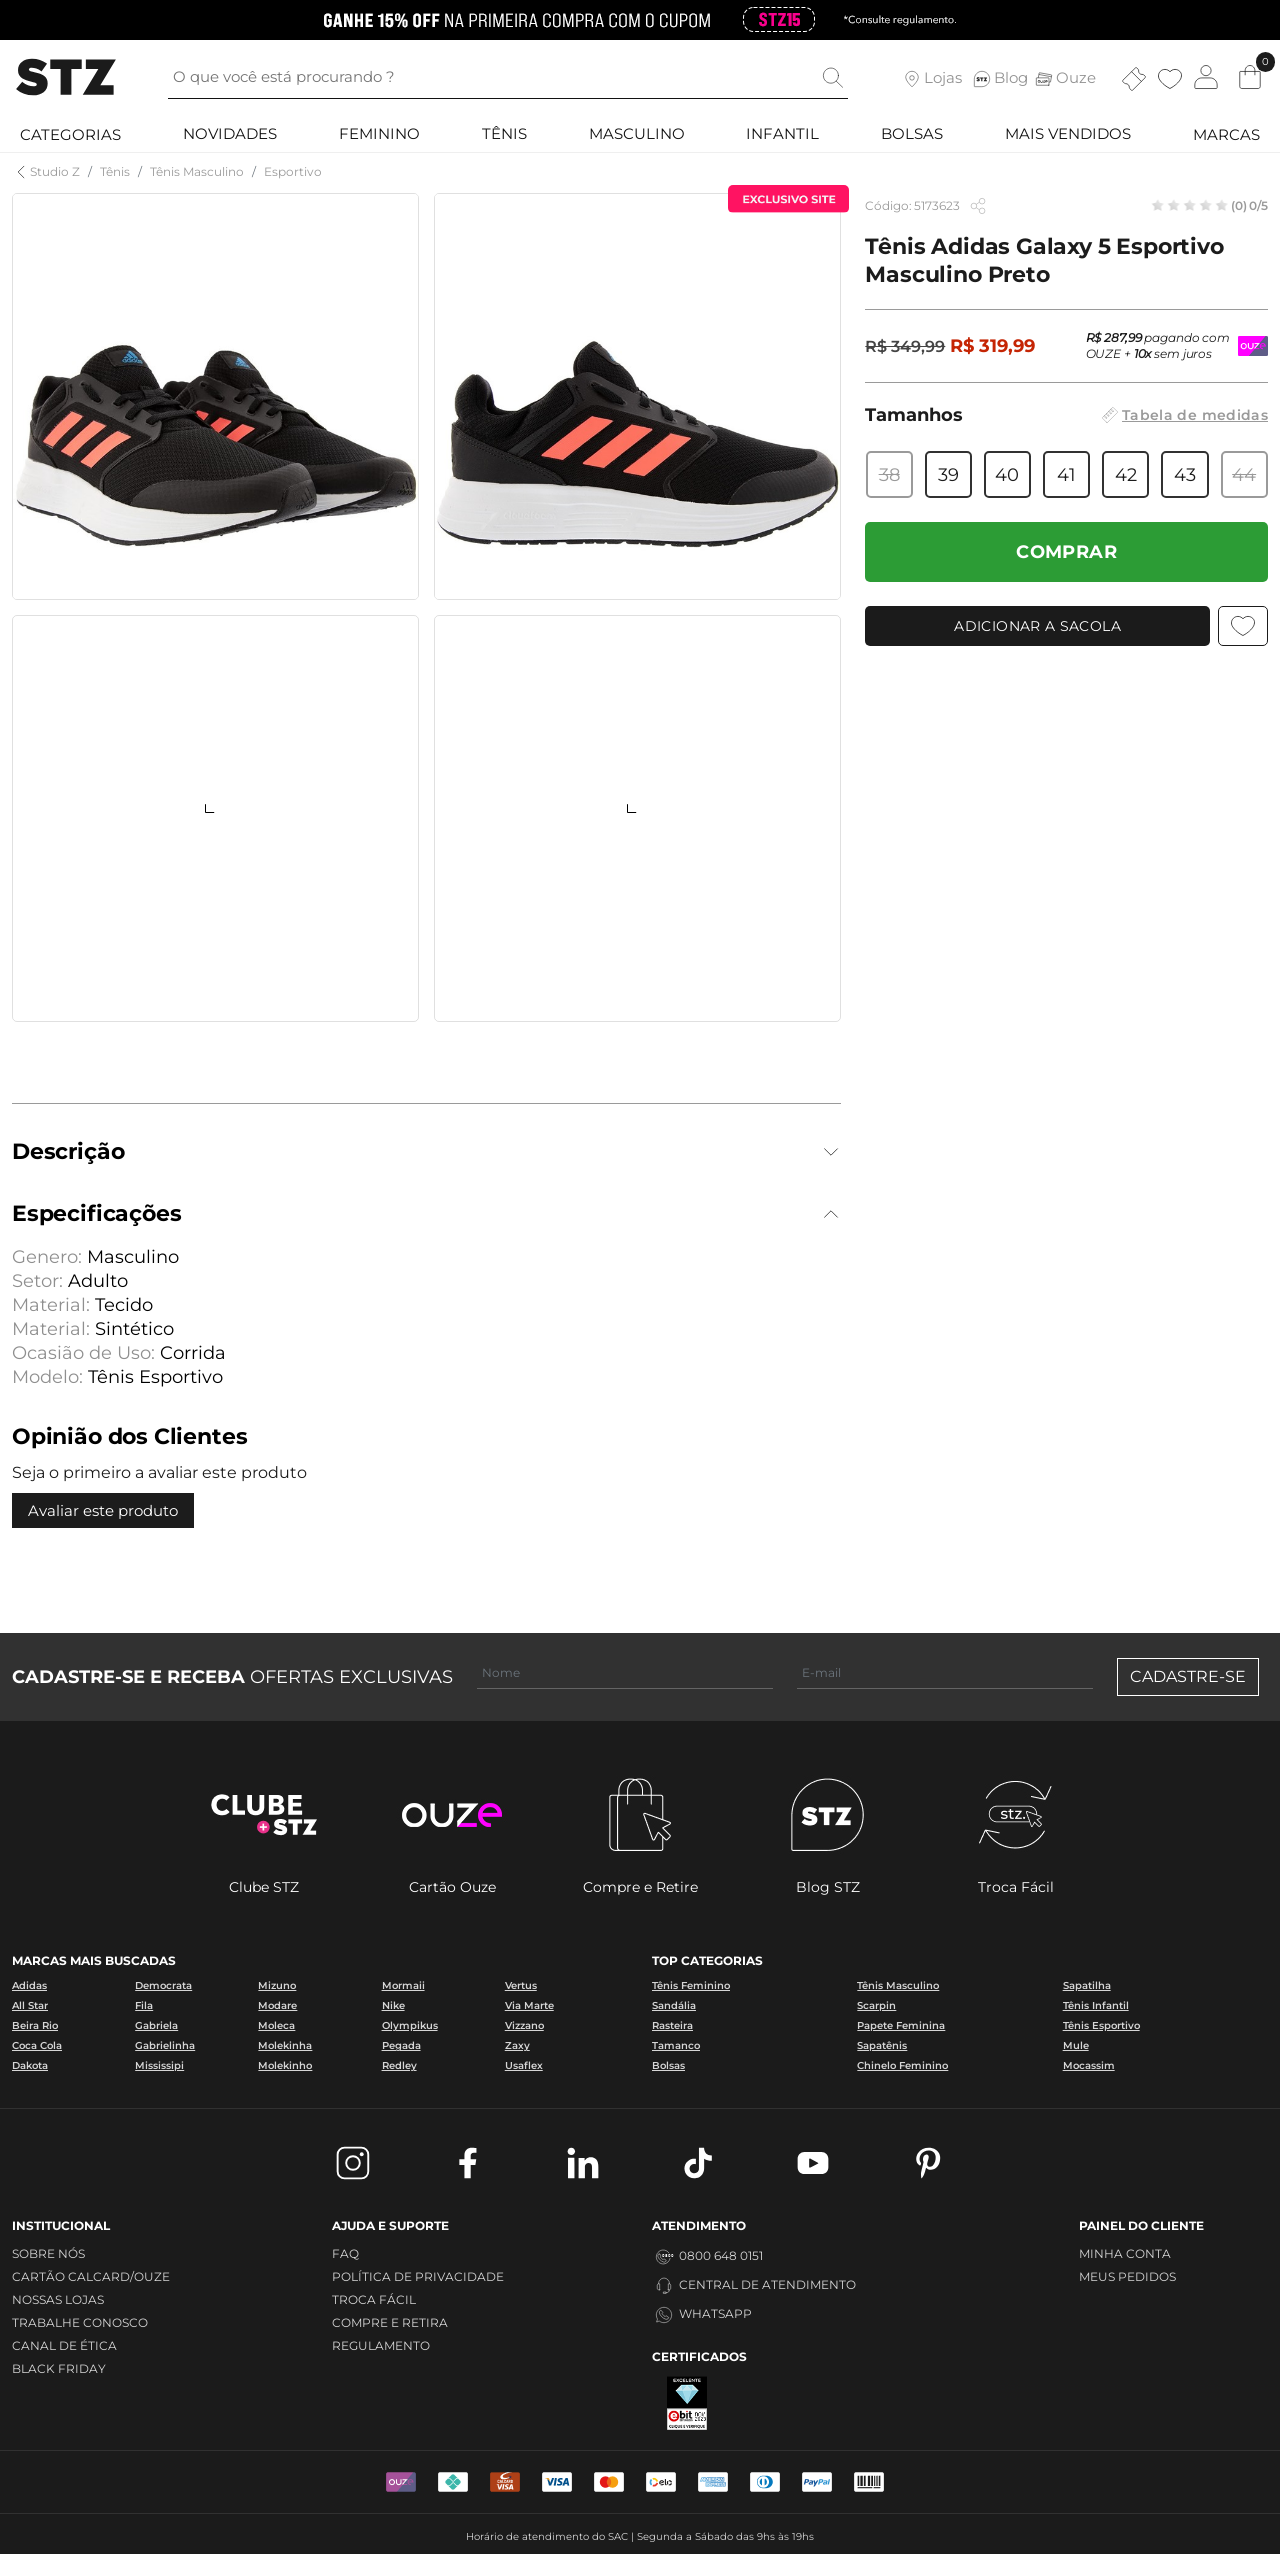 GANHE 15% OFF NA PRIMEIRA COMPRA COM O CUPOM STZ15 *Consulte regulamento.
STZ
O que você está procurando ?
Lojas STZ Blog Ouze 0
CATEGORIAS NOVIDADES FEMININO TÊNIS MASCULINO INFANTIL BOLSAS MAIS VENDIDOS MARCAS
Studio Z / Tênis / Tênis Masculino / Esportivo
EXCLUSIVO SITE
Código: 5173623 (0) 0/5
Tênis Adidas Galaxy 5 Esportivo
Masculino Preto
R$ 349,99 R$ 319,99
R$ 287,99 pagando com
OUZE + 10x sem juros
OUZE
Tamanhos Tabela de medidas
38 39 40 41 42 43 44
COMPRAR
ADICIONAR A SACOLA
Descrição
Especificações
Genero: Masculino
Setor: Adulto
Material: Tecido
Material: Sintético
Ocasião de Uso: Corrida
Modelo: Tênis Esportivo
Opinião dos Clientes
Seja o primeiro a avaliar este produto
Avaliar este produto
CADASTRE-SE E RECEBA OFERTAS EXCLUSIVAS Nome E-mail CADASTRE-SE
CLUBE + STZ
ouze
STZ
stz.
Clube STZ Cartão Ouze Compre e Retire Blog STZ Troca Fácil
MARCAS MAIS BUSCADAS
Adidas Democrata Mizuno Mormaii Vertus
All Star Fila Modare Nike Via Marte
Beira Rio Gabriela Moleca Olympikus Vizzano
Coca Cola Gabrielinha Molekinha Pegada Zaxy
Dakota Mississipi Molekinho Redley Usaflex
TOP CATEGORIAS
Tênis Feminino Tênis Masculino Sapatilha
Sandália Scarpin Tênis Infantil
Rasteira Papete Feminina Tênis Esportivo
Tamanco Sapatênis Mule
Bolsas Chinelo Feminino Mocassim
INSTITUCIONAL
SOBRE NÓS
CARTÃO CALCARD/OUZE
NOSSAS LOJAS
TRABALHE CONOSCO
CANAL DE ÉTICA
BLACK FRIDAY
AJUDA E SUPORTE
FAQ
POLÍTICA DE PRIVACIDADE
TROCA FÁCIL
COMPRE E RETIRA
REGULAMENTO
ATENDIMENTO
0800 648 0151
CENTRAL DE ATENDIMENTO
WHATSAPP
CERTIFICADOS
EXCELENTE
ebit
CLIQUE E VERIFIQUE
PAINEL DO CLIENTE
MINHA CONTA
MEUS PEDIDOS
VISA VISA elo PayPal
Horário de atendimento do SAC | Segunda a Sábado das 9hs às 19hs